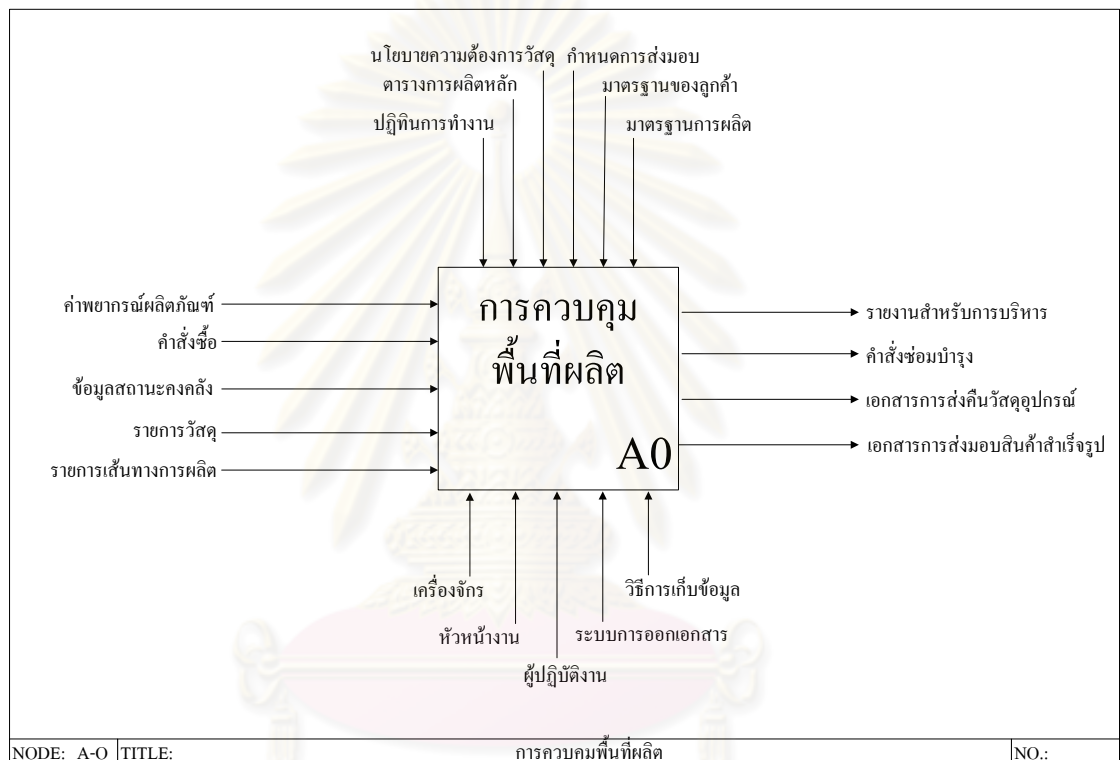 นโยบายความต้องการวัสดุ กำหนดการส่งมอบ
ตารางการผลิตหลัก มาตรฐานของลูกค้า
ปฏิทินการทำงาน มาตรฐานการผลิต
การควบคุม
พื้นที่ผลิต
A0
ค่าพยากรณ์ผลิตภัณฑ์
คำสั่งซื้อ
ข้อมูลสถานะคงคลัง
รายการวัสดุ
รายการเส้นทางการผลิต
รายงานสำหรับการบริหาร
คำสั่งซ่อมบำรุง
เอกสารการส่งคืนวัสดุอุปกรณ์
เอกสารการส่งมอบสินค้าสำเร็จรูป
เครื่องจักร วิธีการเก็บข้อมูล
หัวหน้างาน ระบบการออกเอกสาร
ผู้ปฏิบัติงาน
NODE: A-O TITLE: การควบคุมพื้นที่ผลิต NO.: